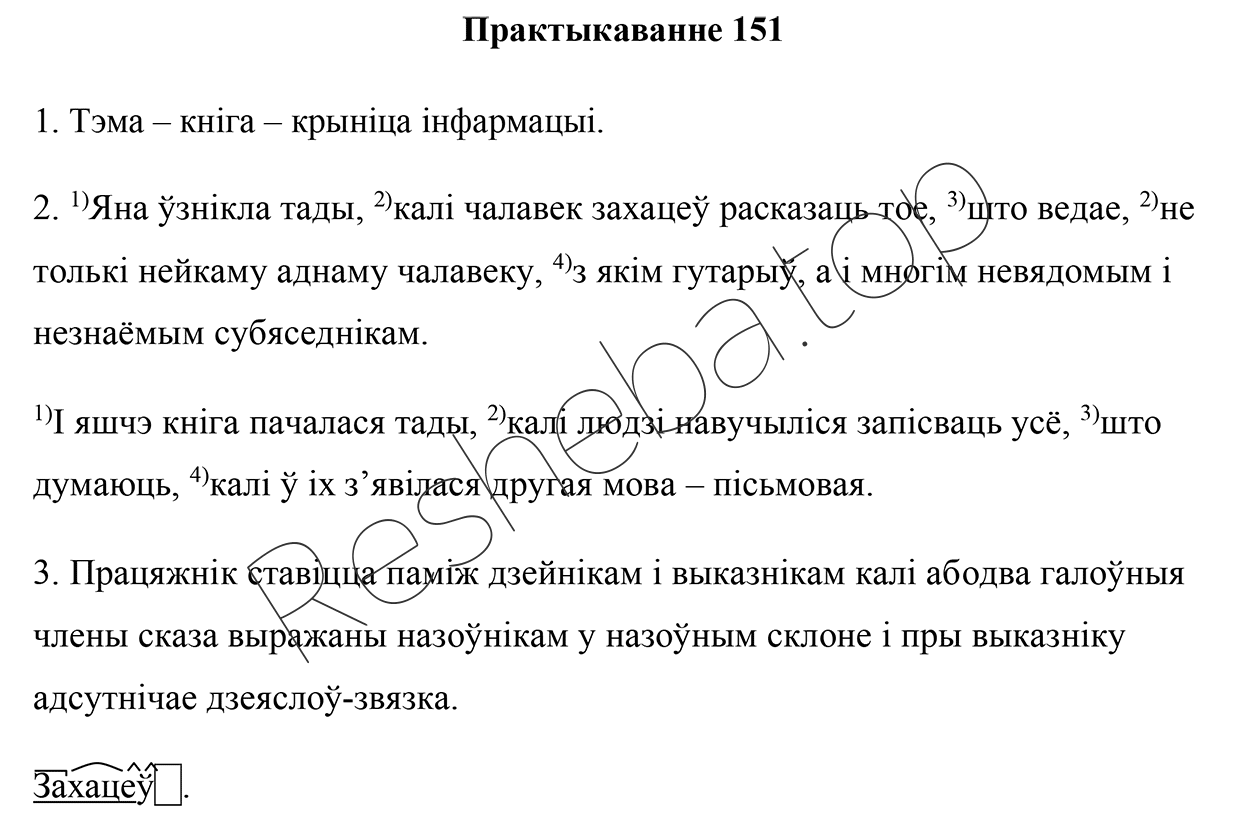 Практыкаванне 151
1. Тэма – кніга – крыніца інфармацыі.
2. 1)Яна ўзнікла тады, 2)калі чалавек захацеў расказаць тое, 3)што ведае, 2)не
толькі нейкаму аднаму чалавеку, 4)з якім гутарыў, а і многім невядомым і
незнаёмым субяседнікам.
1)І яшчэ кніга пачалася тады, 2)калі людзі навучыліся запісваць усё, 3)што
думаюць, 4)калі ў іх з’явілася другая мова – пісьмовая.
3. Працяжнік ставіцца паміж дзейнікам і выказнікам калі абодва галоўныя
члены сказа выражаны назоўнікам у назоўным склоне і пры выказніку
адсутнічае дзеяслоў-звязка.
Захацеў.
Resheba.top